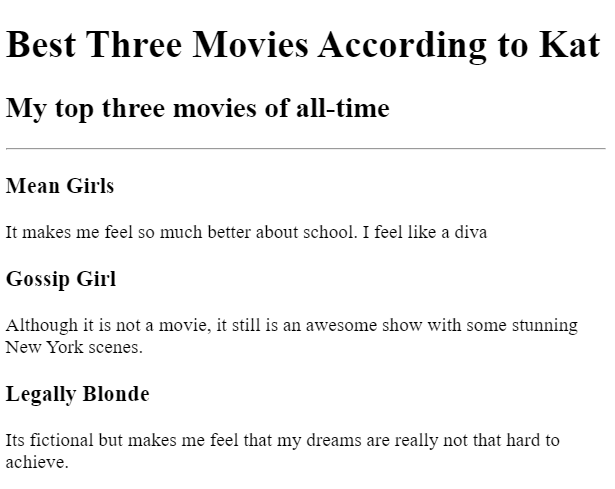 Best Three Movies According to Kat
My top three movies of all-time
Mean Girls
It makes me feel so much better about school. I feel like a diva
Gossip Girl
Although it is not a movie, it still is an awesome show with some stunning
New York scenes.
Legally Blonde
Its fictional but makes me feel that my dreams are really not that hard to
achieve.